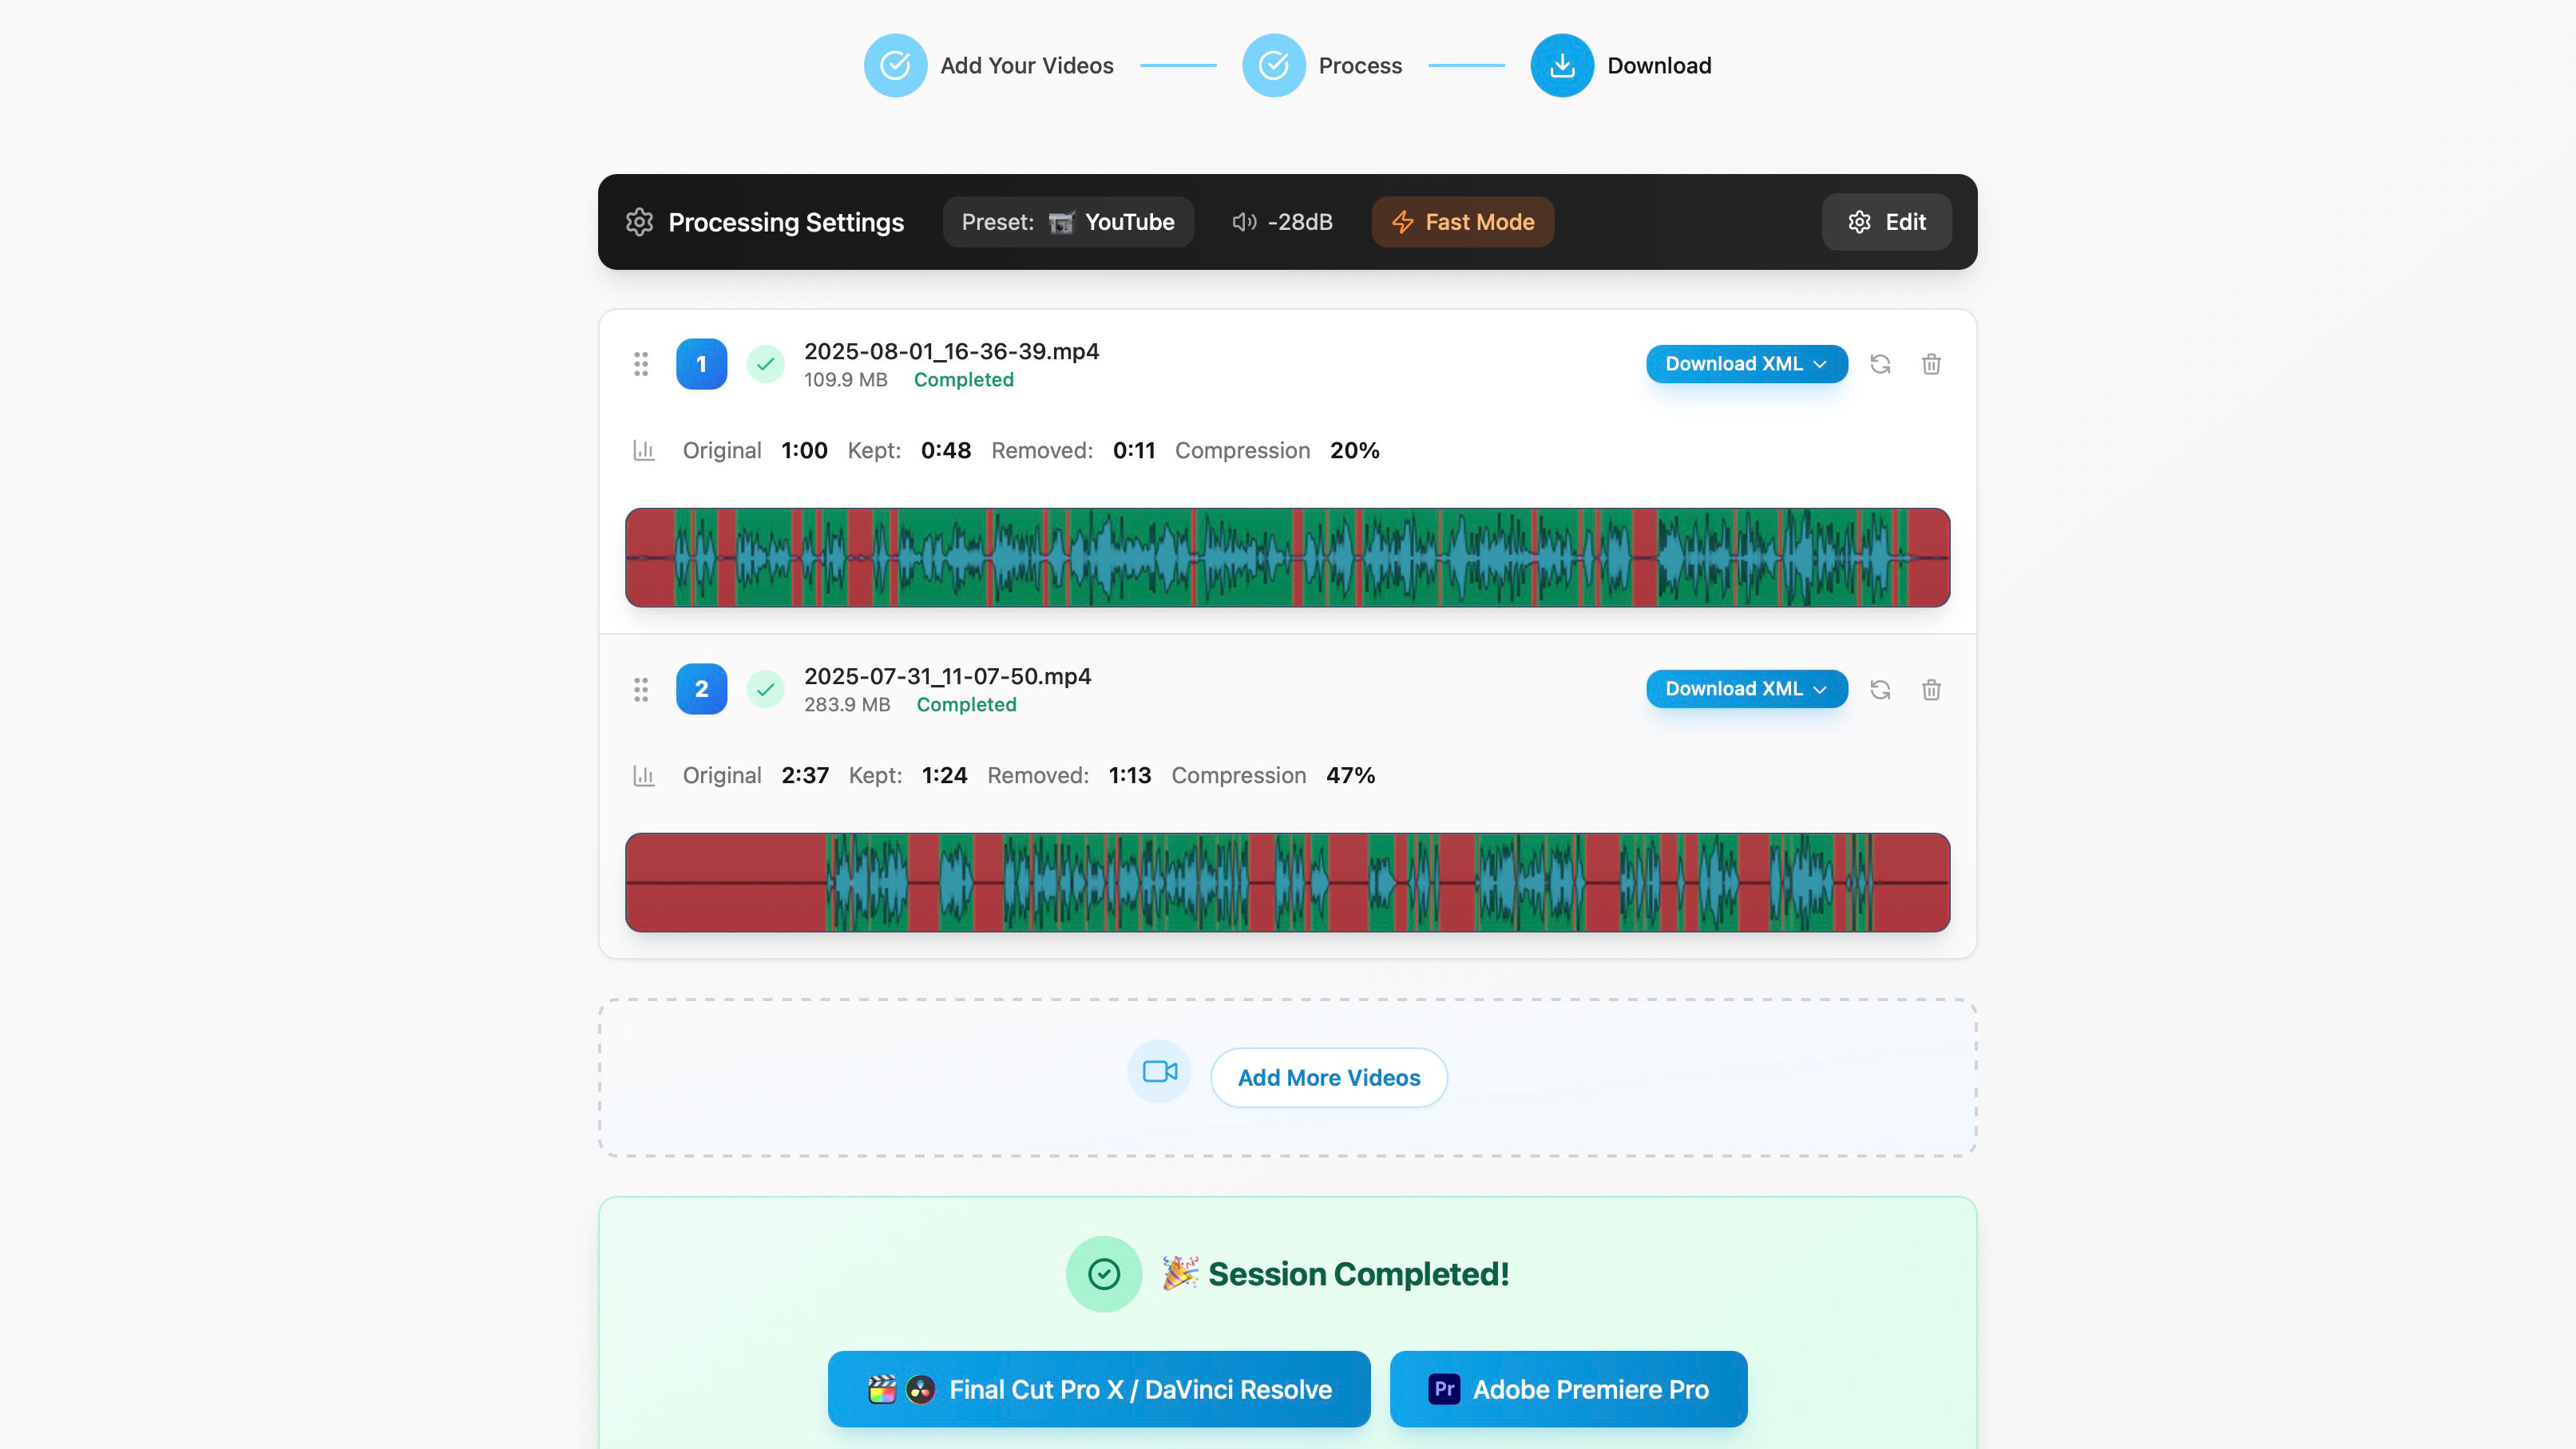 Add Your Videos
Process
Download
Processing Settings
Preset: YouTube
-28dB
Fast Mode
Edit
1
2025-08-01_16-36-39.mp4
109.9 MB Completed
Download XML
Original 1:00 Kept: 0:48 Removed: 0:11 Compression 20%
2
2025-07-31_11-07-50.mp4
283.9 MB Completed
Download XML
Original 2:37 Kept: 1:24 Removed: 1:13 Compression 47%
Add More Videos
🎉 Session Completed!
Final Cut Pro X / DaVinci Resolve
Pr Adobe Premiere Pro